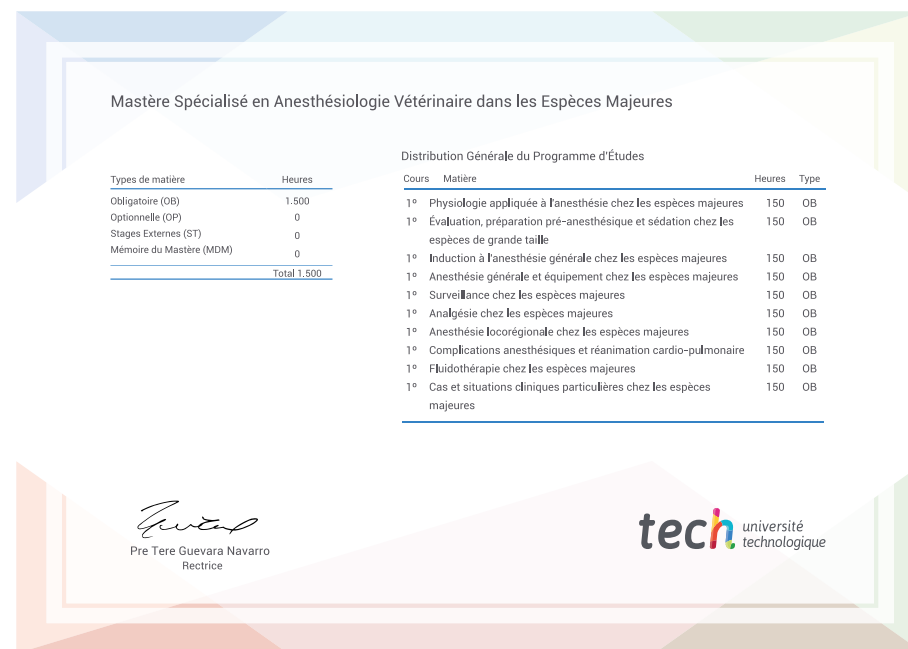 Mastère Spécialisé en Anesthésiologie Vétérinaire dans les Espèces Majeures
Types de matière Heures
Obligatoire (OB) 1.500
Optionnelle (OP) 0
Stages Externes (ST) 0
Mémoire du Mastère (MDM) 0
Total 1.500
Distribution Générale du Programme d'Études
Cours Matière Heures Type
1º Physiologie appliquée à l'anesthésie chez les espèces majeures 150 OB
1º Évaluation, préparation pré-anesthésique et sédation chez les 150 OB
espèces de grande taille
1º Induction à l'anesthésie générale chez les espèces majeures 150 OB
1º Anesthésie générale et équipement chez les espèces majeures 150 OB
1º Surveillance chez les espèces majeures 150 OB
1º Analgésie chez les espèces majeures 150 OB
1º Anesthésie locorégionale chez les espèces majeures 150 OB
1º Complications anesthésiques et réanimation cardio-pulmonaire 150 OB
1º Fluidothérapie chez les espèces majeures 150 OB
1º Cas et situations cliniques particulières chez les espèces 150 OB
majeures
Pre Tere Guevara Navarro
Rectrice
tech université
technologique